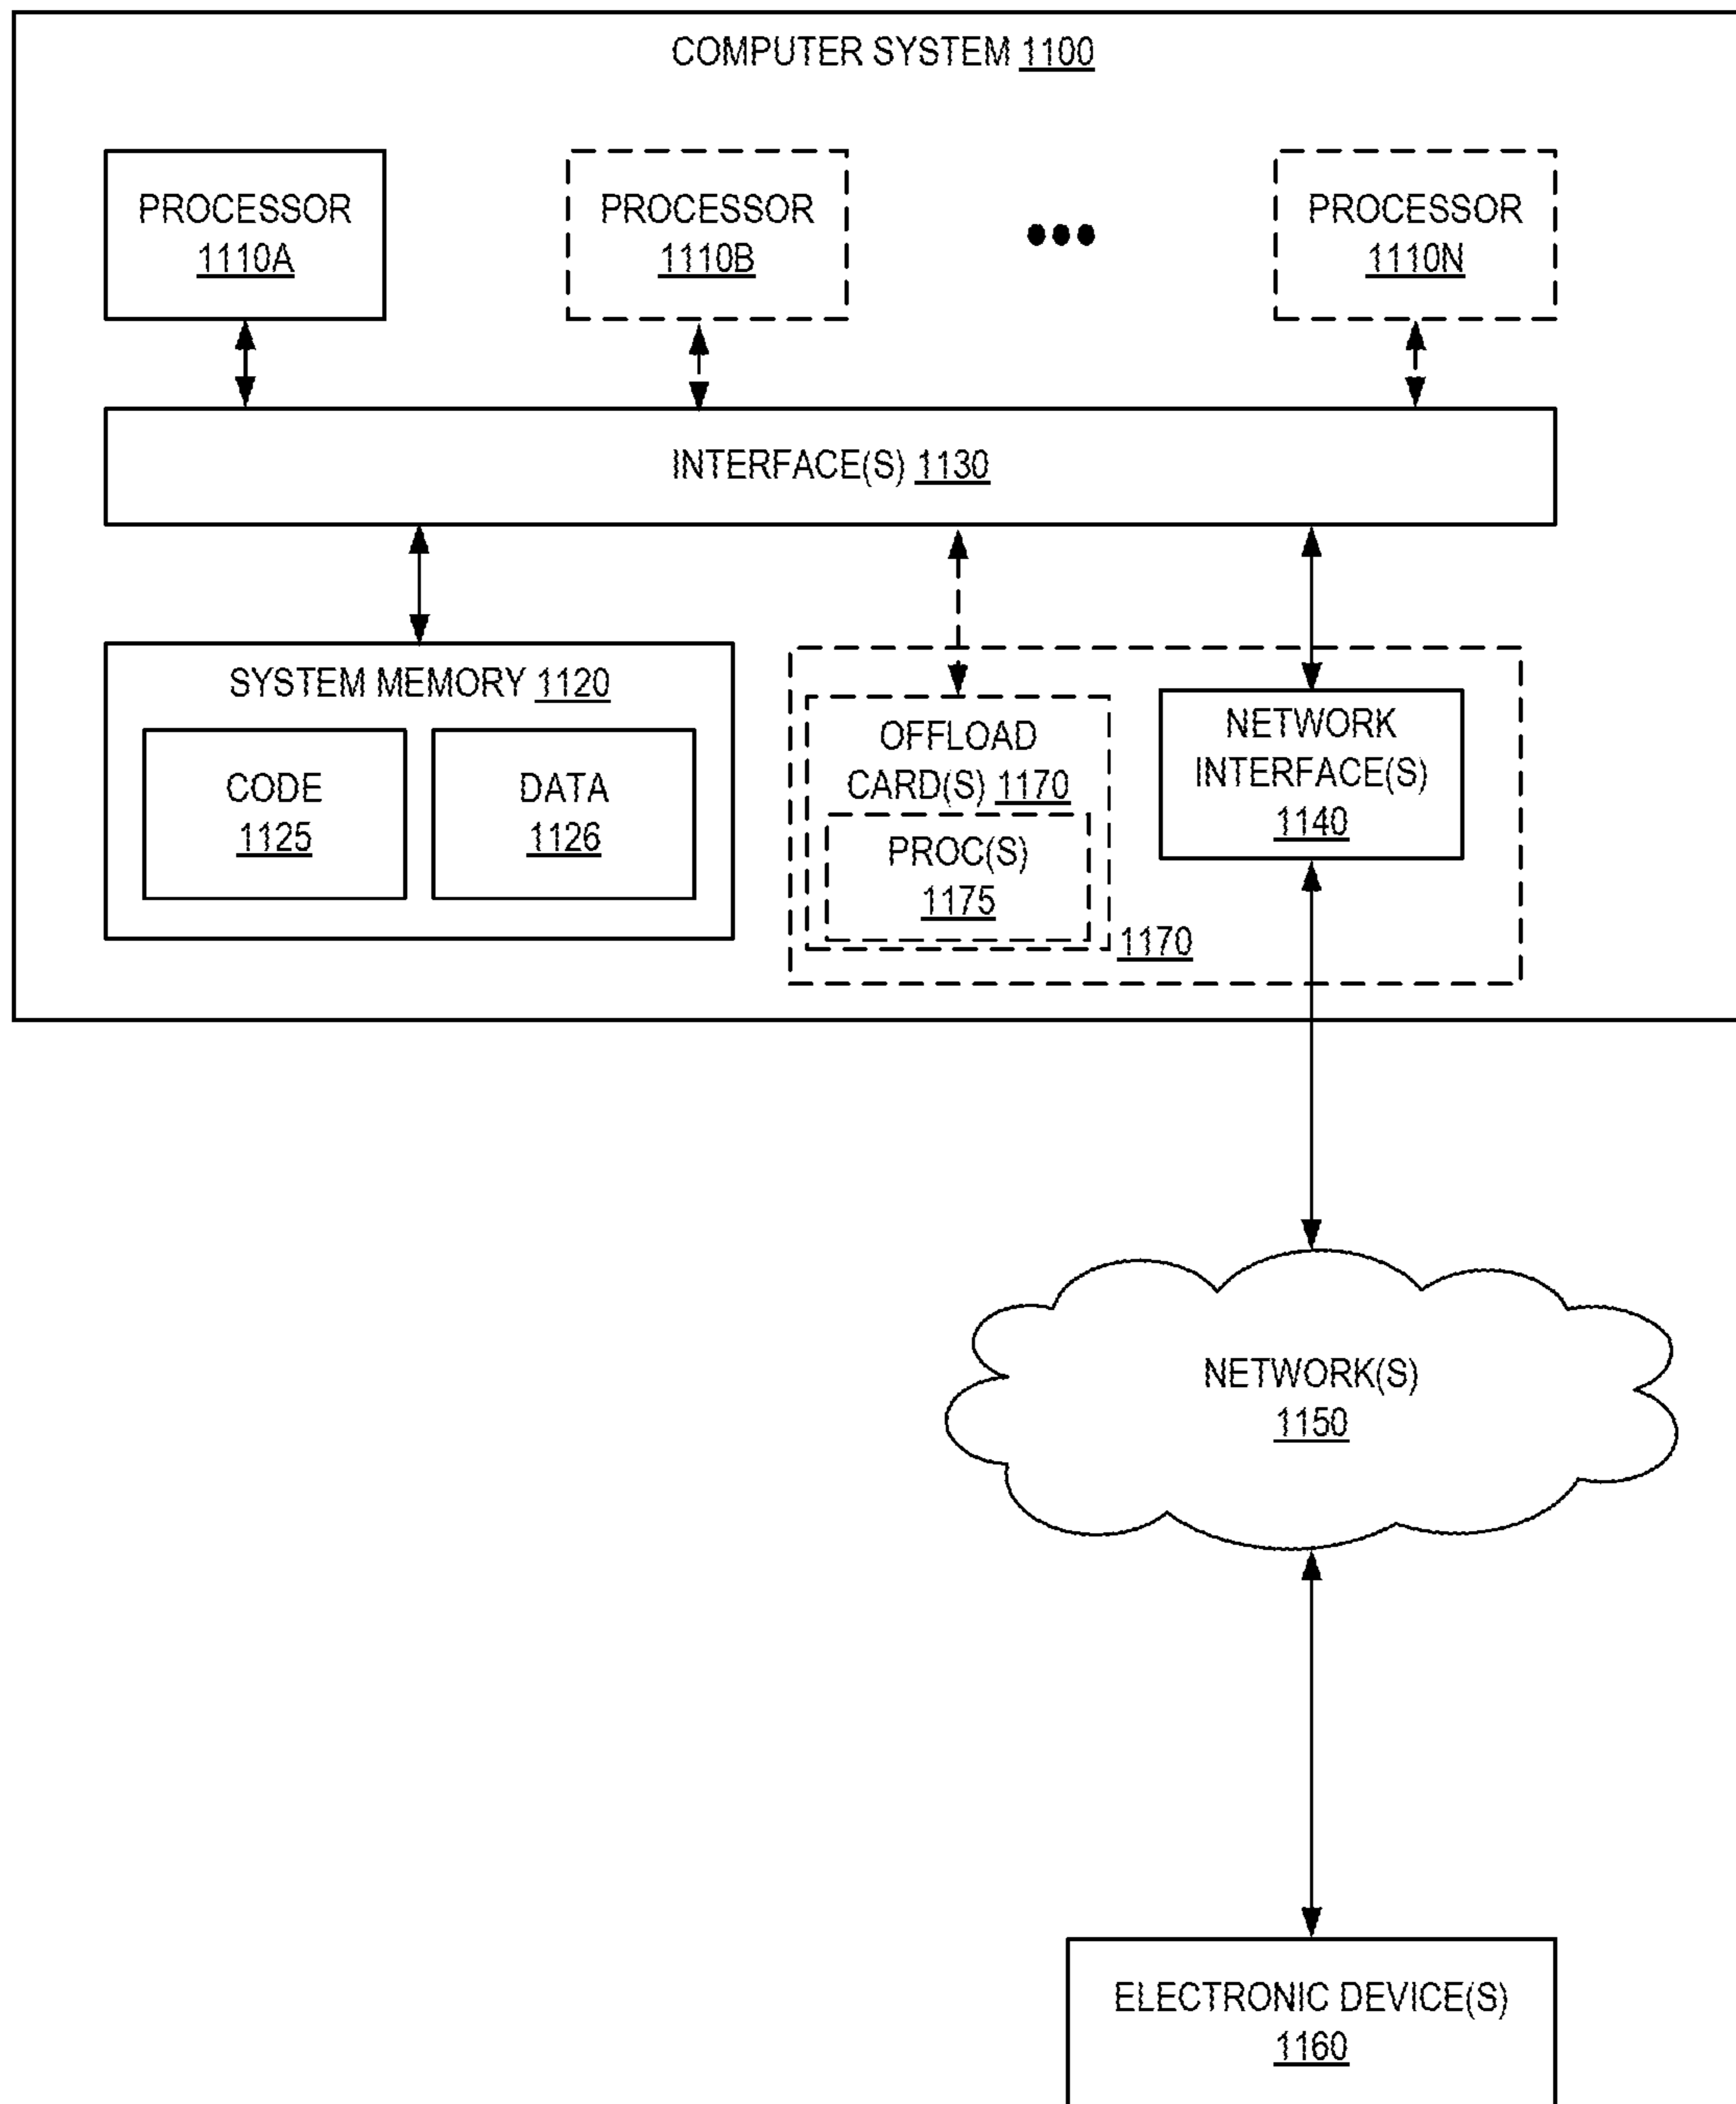 COMPUTER SYSTEM 1100
PROCESSOR
1110A
PROCESSOR
1110B
PROCESSOR
1110N
INTERFACE(S) 1130
SYSTEM MEMORY 1120
CODE
1125
DATA
1126
OFFLOAD
CARD(S) 1170
PROC(S)
1175
1170
NETWORK
INTERFACE(S)
1140
NETWORK(S)
1150
ELECTRONIC DEVICE(S)
1160